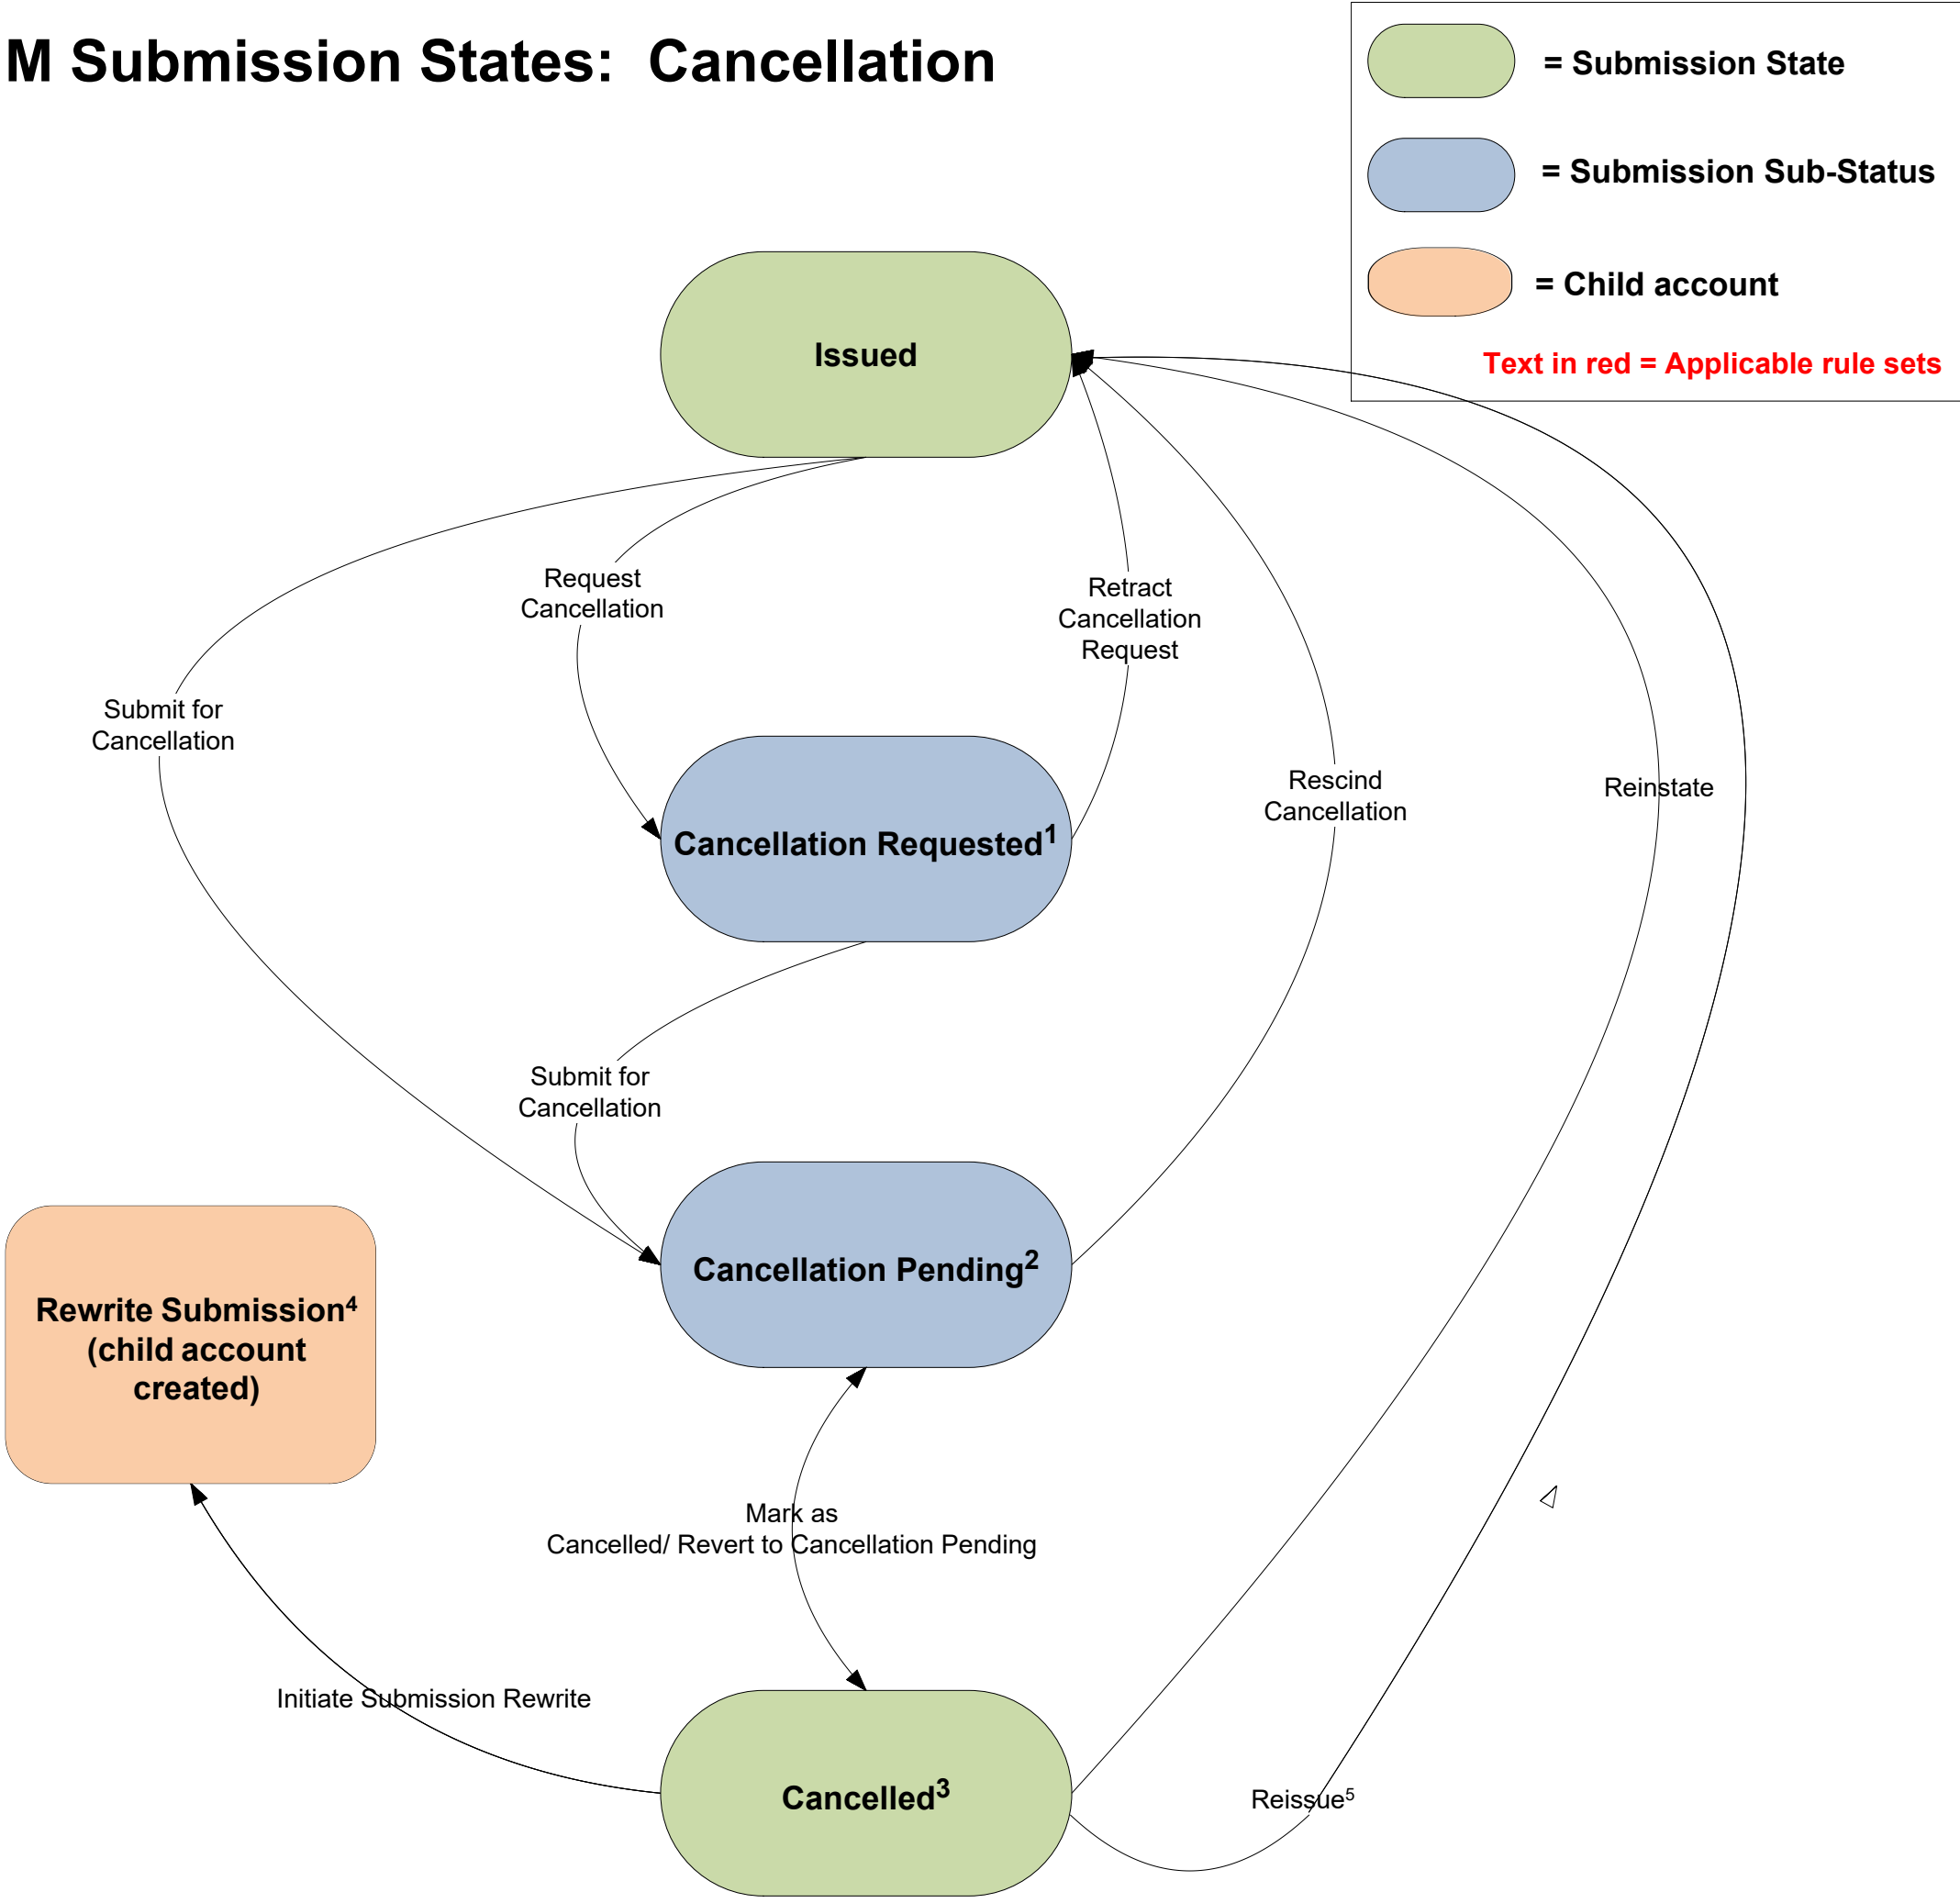 M Submission States:  Cancellation
= Submission State
= Submission Sub-Status
= Child account
Text in red = Applicable rule sets
Issued
Request
Cancellation
Retract
Cancellation
Request
Submit for
Cancellation
Rescind
Cancellation
Reinstate
Cancellation Requested¹
Submit for
Cancellation
Cancellation Pending²
Rewrite Submission⁴
(child account
created)
Mark as
Cancelled/ Revert to Cancellation Pending
Initiate Submission Rewrite
Cancelled³
Reissue⁵